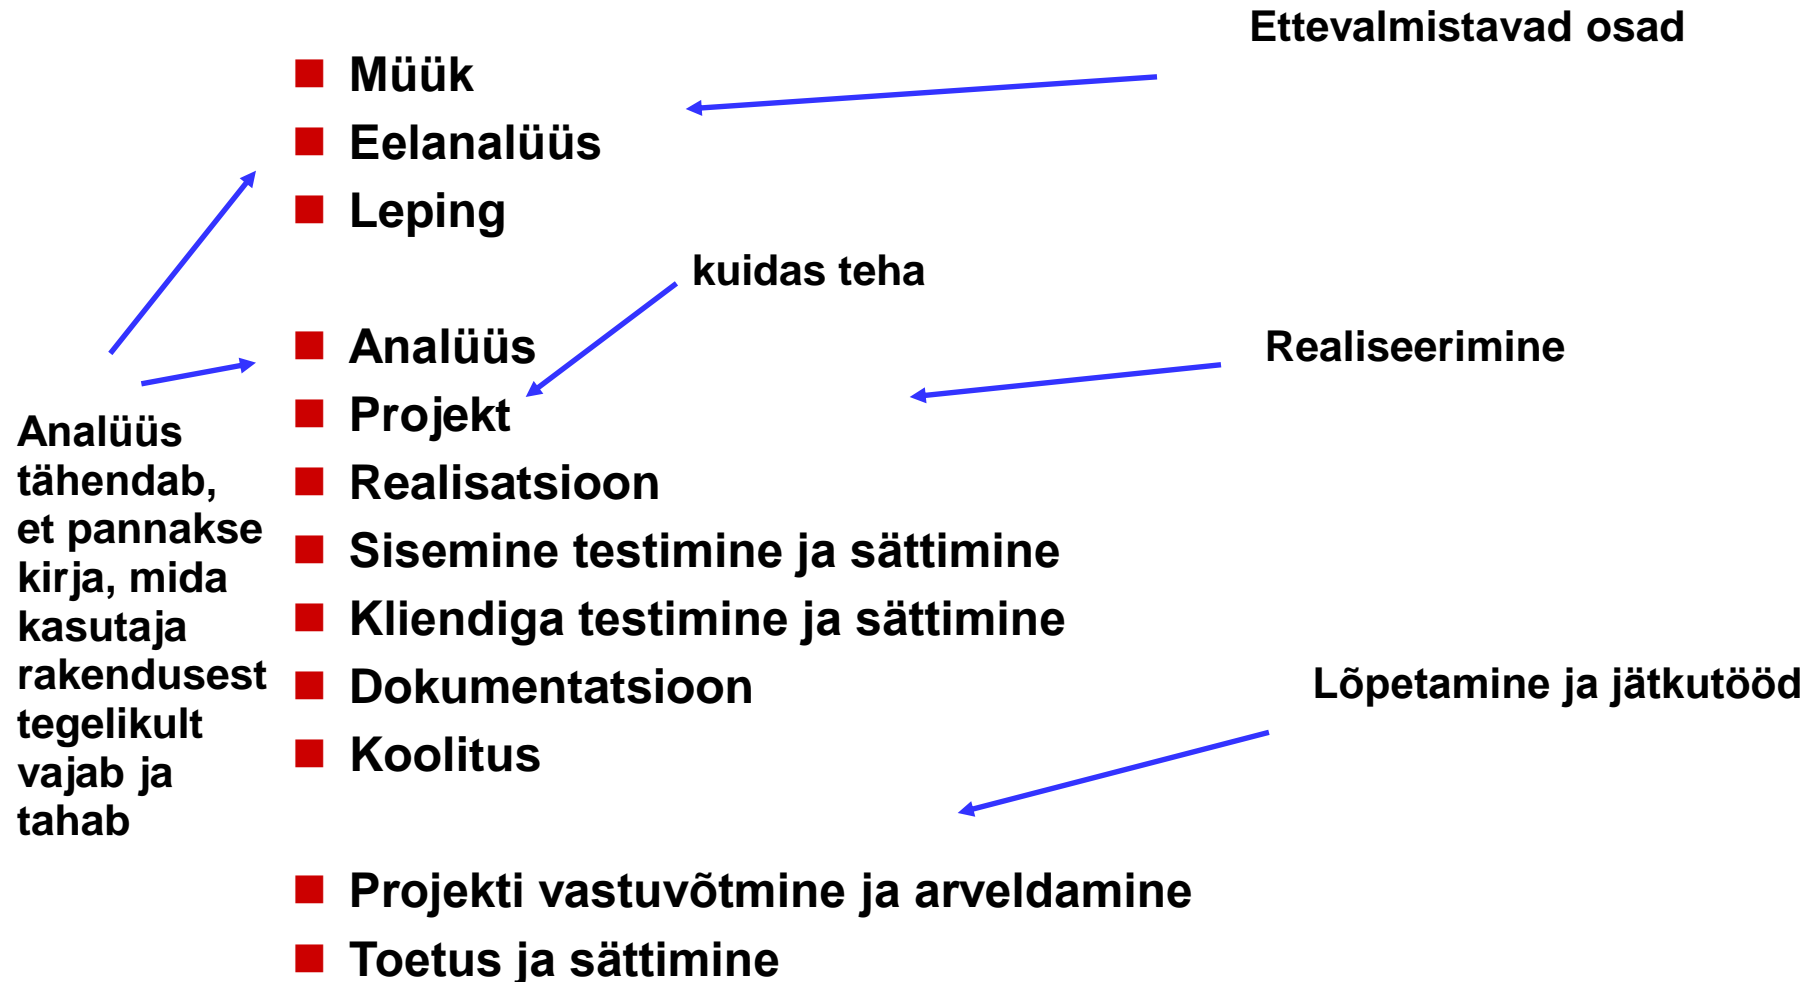 Ettevalmistavad osad
Müük
Eelanalüüs
Leping
kuidas teha
Analüüs
Realiseerimine
Projekt
Analüüs
tähendab,
et pannakse
kirja, mida
kasutaja
rakendusest
tegelikult
vajab ja
tahab
Realisatsioon
Sisemine testimine ja sättimine
Kliendiga testimine ja sättimine
Dokumentatsioon
Lõpetamine ja jätkutööd
Koolitus
Projekti vastuvõtmine ja arveldamine
Toetus ja sättimine